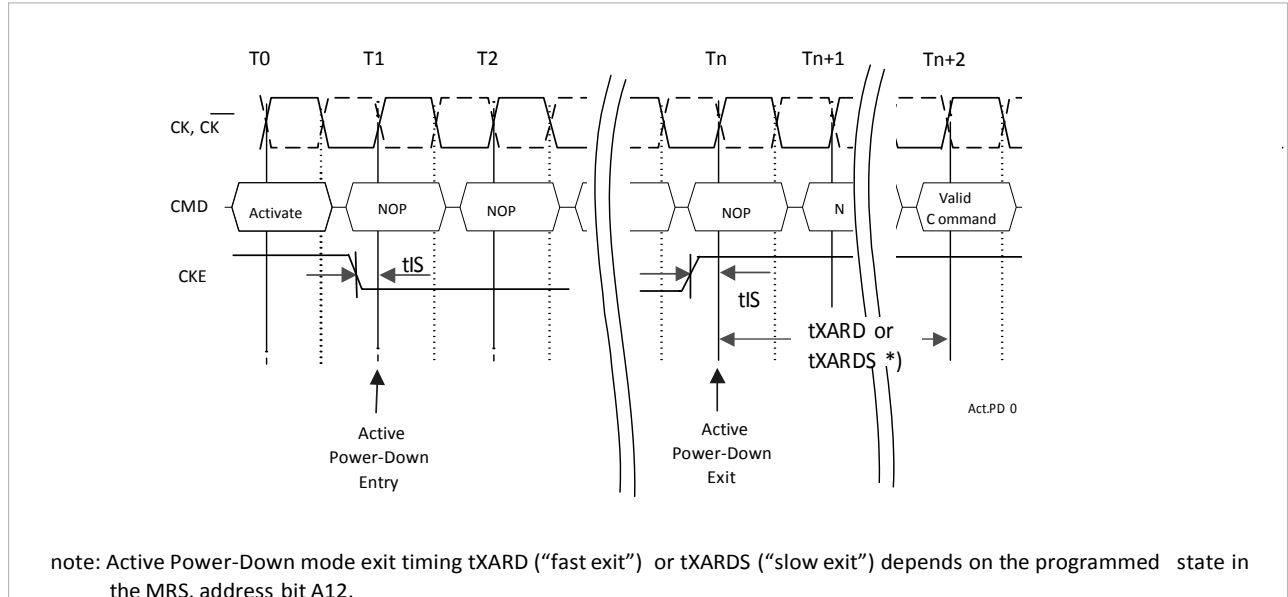 T0 T1 T2 Tn Tn+1 Tn+2
CK, CK
CMD Activate NOP NOP NOP N Valid
C ommand
CKE tIS
tIS
tXARD or
tXARDS *)
Act.PD 0
Active
Power-Down
Entry
Active
Power-Down
Exit
note: Active Power-Down mode exit timing tXARD (“fast exit”) or tXARDS (“slow exit”) depends on the programmed state in
the MRS, address bit A12.